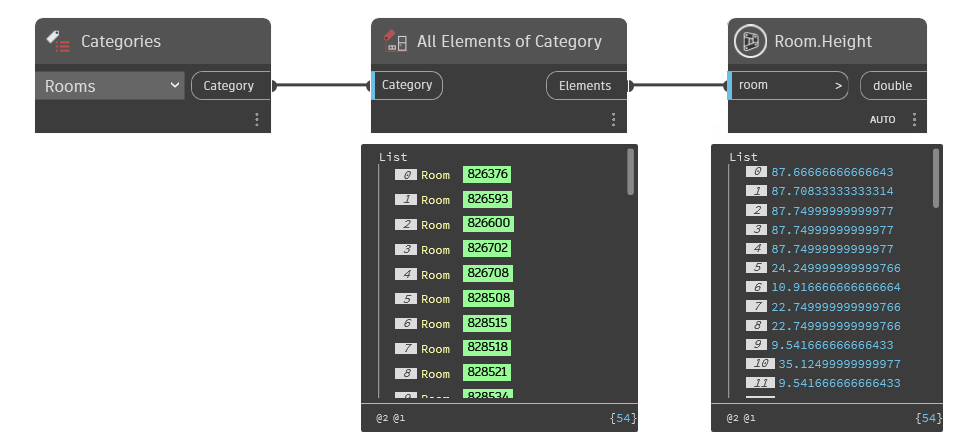 Categories
Rooms
Category
All Elements of Category
Category
Elements
Room.Height
room
>
double
AUTO
List
0 Room 826376
1 Room 826593
2 Room 826600
3 Room 826702
4 Room 826708
5 Room 828508
6 Room 828515
7 Room 828518
8 Room 828521
9 Room 828534
@2 @1
{54}
List
0 87.66666666666643
1 87.70833333333314
2 87.74999999999977
3 87.74999999999977
4 87.74999999999977
5 24.249999999999766
6 10.916666666666664
7 22.749999999999766
8 22.749999999999766
9 9.541666666666433
10 35.12499999999977
11 9.541666666666433
@2 @1
{54}